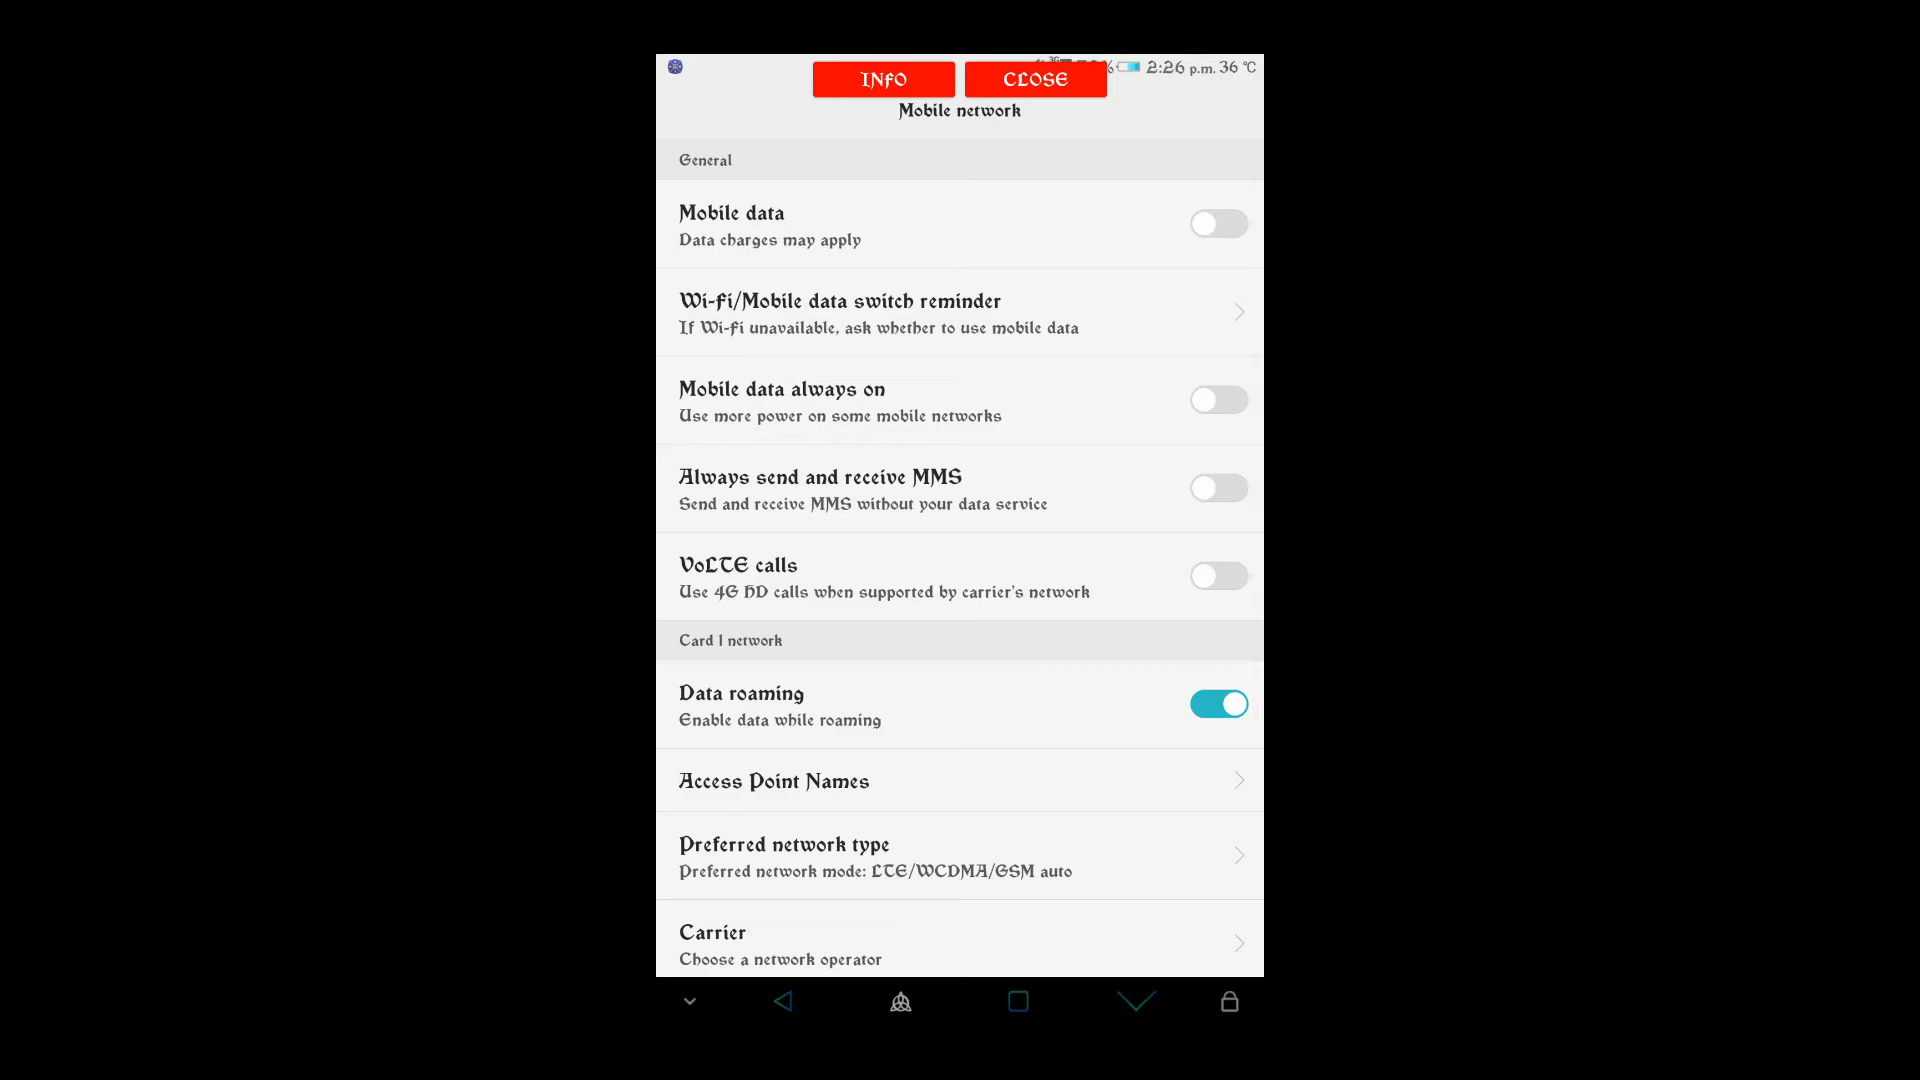 2:26 p.m. 36 °C
INFO
CLOSE
Mobile network
General
Mobile data
Data charges may apply
Wi-Fi/Mobile data switch reminder
If Wi-Fi unavailable, ask whether to use mobile data
Mobile data always on
Use more power on some mobile networks
Always send and receive MMS
Send and receive MMS without your data service
VoLTE calls
Use 4G HD calls when supported by carrier's network
Card 1 network
Data roaming
Enable data while roaming
Access Point Names
Preferred network type
Preferred network mode: LTE/WCDMA/GSM auto
Carrier
Choose a network operator